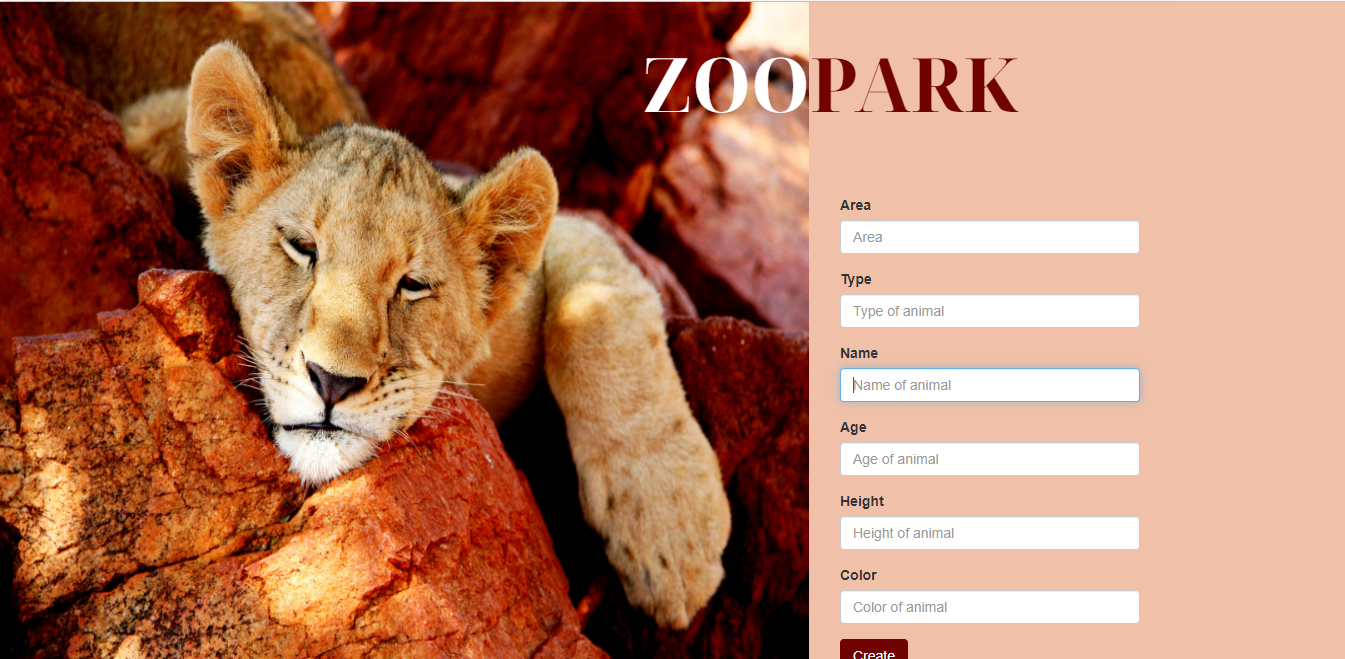 ZOOPARK
Area
Area
Type
Type of animal
Name
Name of animal
Age
Age of animal
Height
Height of animal
Color
Color of animal
Create